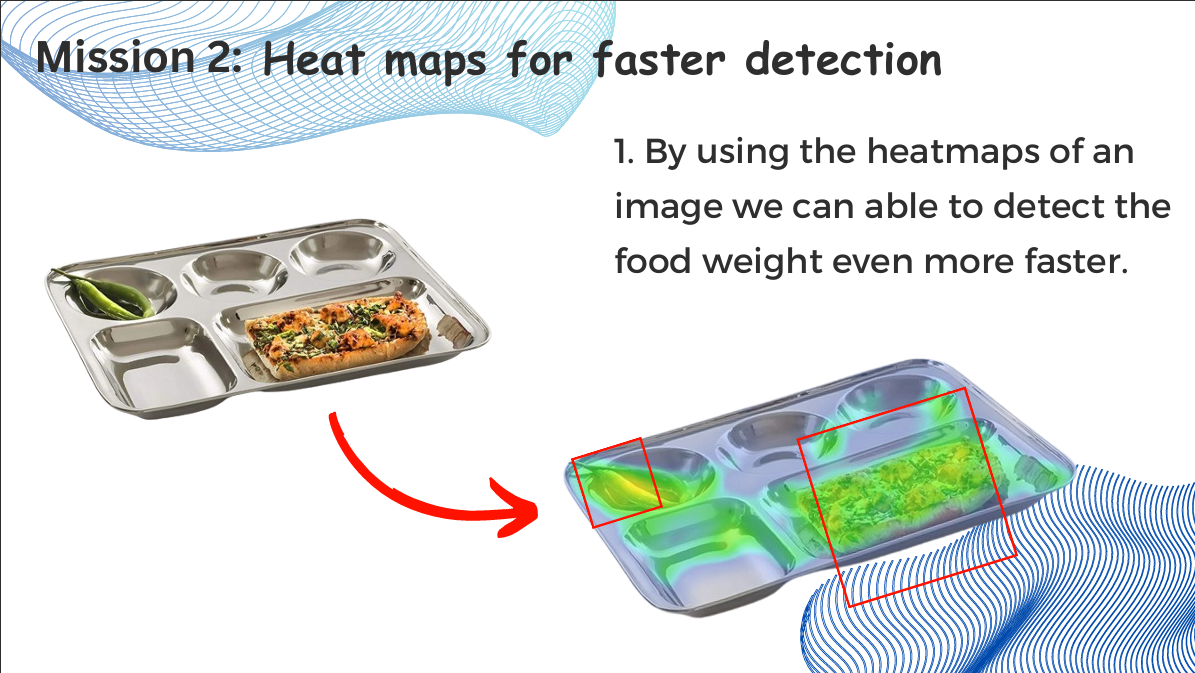 Mission 2: Heat maps for faster detection
1. By using the heatmaps of an
image we can able to detect the
food weight even more faster.